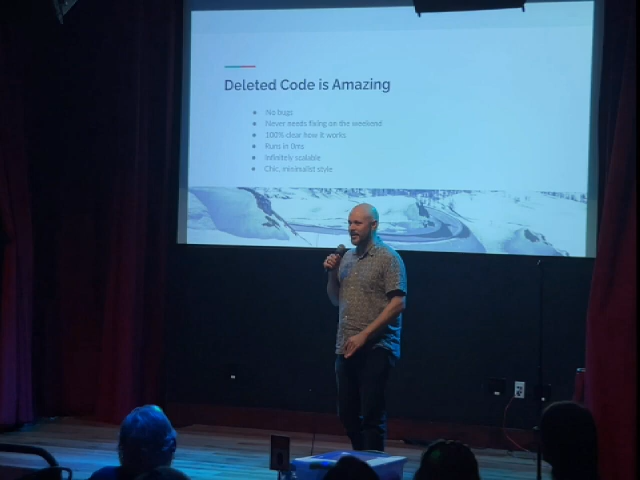 Deleted Code is Amazing
● No bugs
● Never needs fixing on the weekend
● 100% clear how it works
● Runs in 0ms
● Infinitely scalable
● Chic, minimalist style